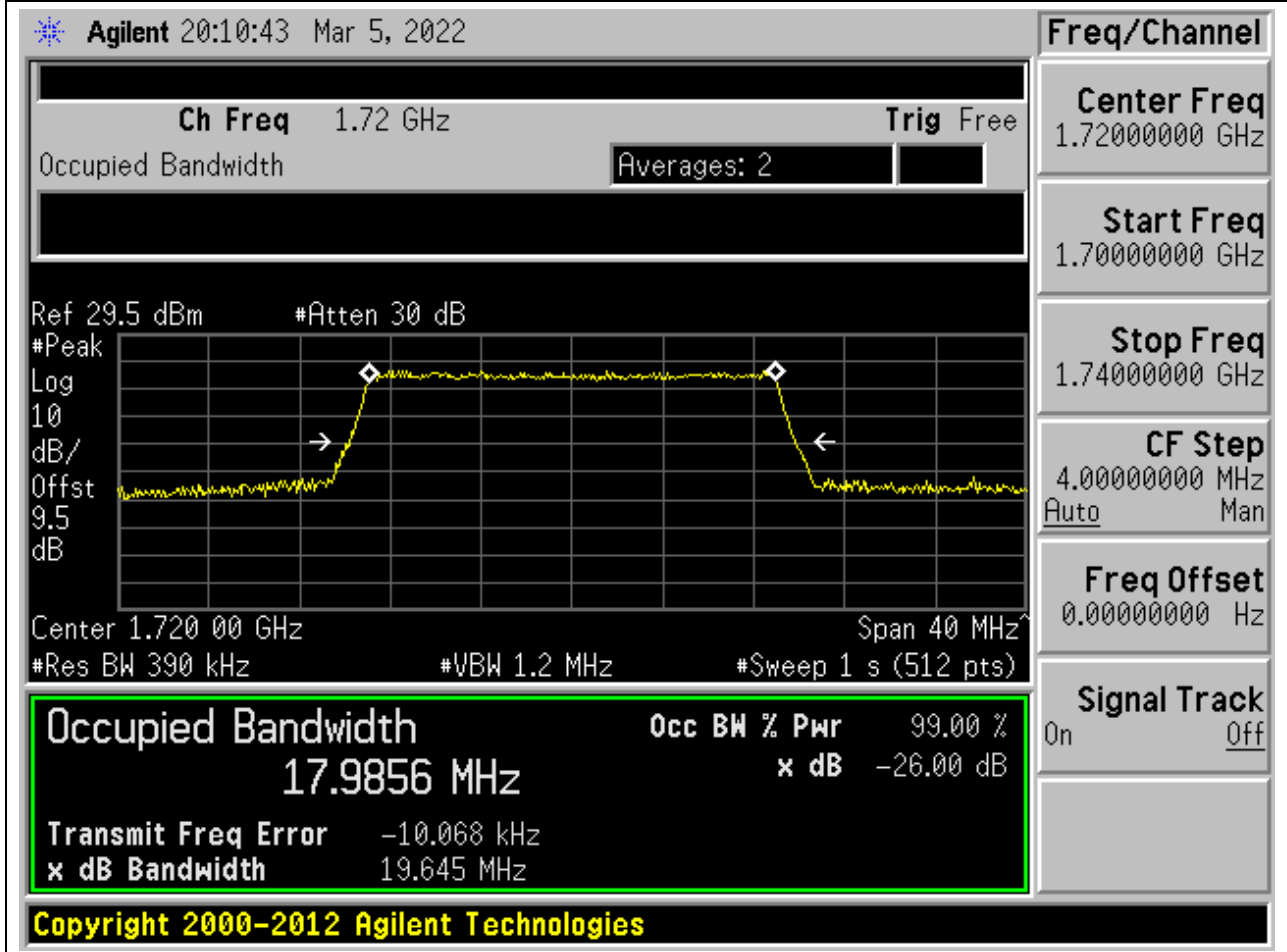 Agilent 20:10:43 Mar 5, 2022
Ch Freq 1.72 GHz Trig Free
Occupied Bandwidth Averages: 2
Ref 29.5 dBm #Atten 30 dB
#Peak
Log
10
dB/
Offst
9.5
dB
Center 1.720 00 GHz Span 40 MHz^
#Res BW 390 kHz #VBW 1.2 MHz #Sweep 1 s (512 pts)
Occupied Bandwidth Occ BW % Pwr 99.00 %
17.9856 MHz x dB -26.00 dB
Transmit Freq Error -10.068 kHz
x dB Bandwidth 19.645 MHz
Copyright 2000-2012 Agilent Technologies
Freq/Channel
Center Freq
1.72000000 GHz
Start Freq
1.70000000 GHz
Stop Freq
1.74000000 GHz
CF Step
4.00000000 MHz
Auto Man
Freq Offset
0.00000000 Hz
Signal Track
On Off